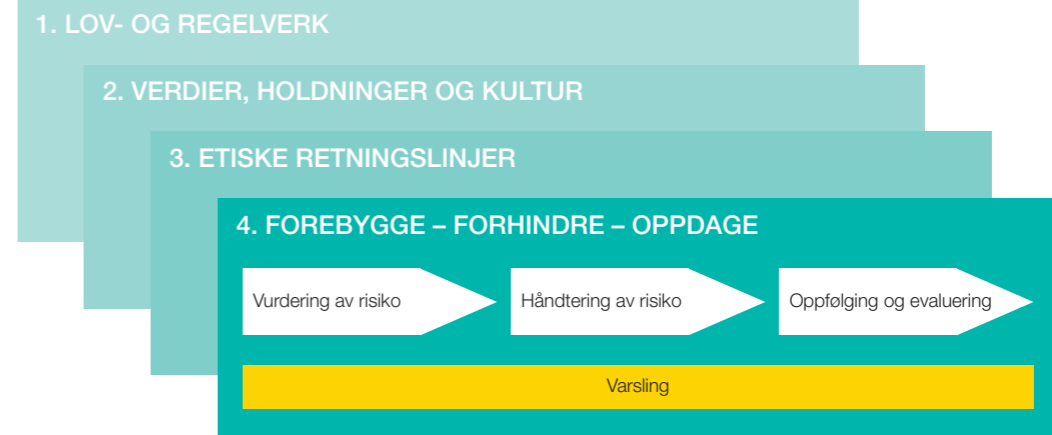 1. LOV- OG REGELVERK
2. VERDIER, HOLDNINGER OG KULTUR
3. ETISKE RETNINGSLINJER
4. FOREBYGGE – FORHINDRE – OPPDAGE
Vurdering av risiko
Håndtering av risiko
Oppfølging og evaluering
Varsling